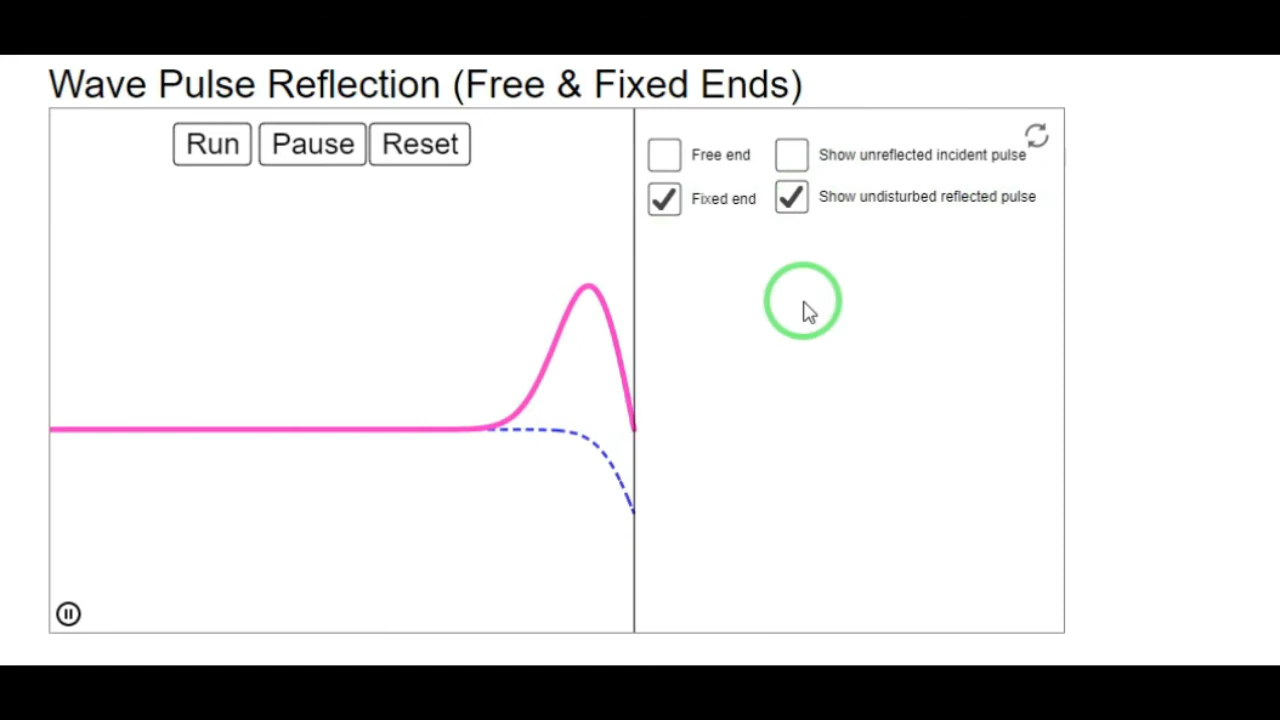 Wave Pulse Reflection (Free & Fixed Ends)
Run Pause Reset
Free end Show unreflected incident pulse
Fixed end Show undisturbed reflected pulse